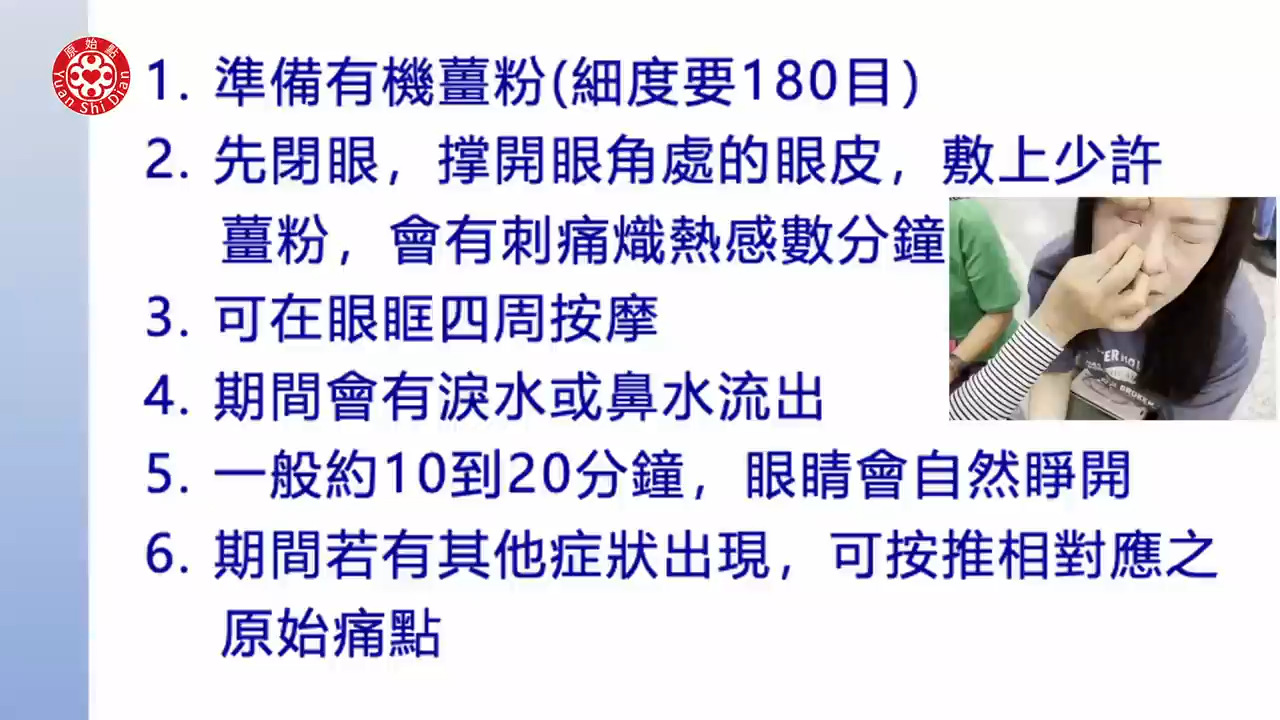 原始點
Yuan Shi Dian
1. 準備有機薑粉(細度要180目)
2. 先閉眼，撐開眼角處的眼皮，敷上少許
薑粉，會有刺痛熾熱感數分鐘
3. 可在眼眶四周按摩
4. 期間會有淚水或鼻水流出
5. 一般約10到20分鐘，眼睛會自然睜開
6. 期間若有其他症狀出現，可按推相對應之
原始痛點